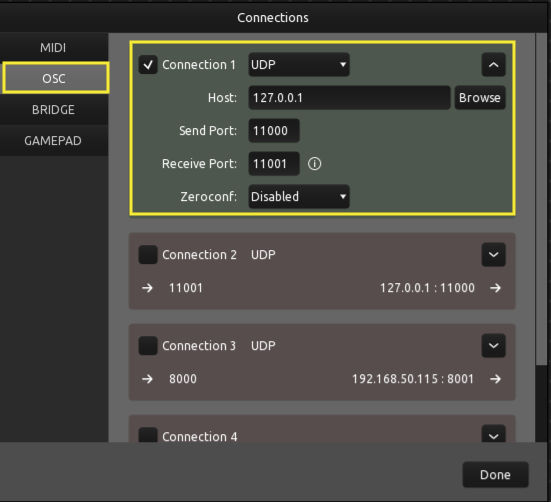 Connections
MIDI
OSC
BRIDGE
GAMEPAD
Connection 1 UDP
Host: 127.0.0.1 Browse
Send Port: 11000
Receive Port: 11001
Zeroconf: Disabled
Connection 2 UDP
→ 11001 127.0.0.1 : 11000 →
Connection 3 UDP
→ 8000 192.168.50.115 : 8001 →
Connection 4
Done